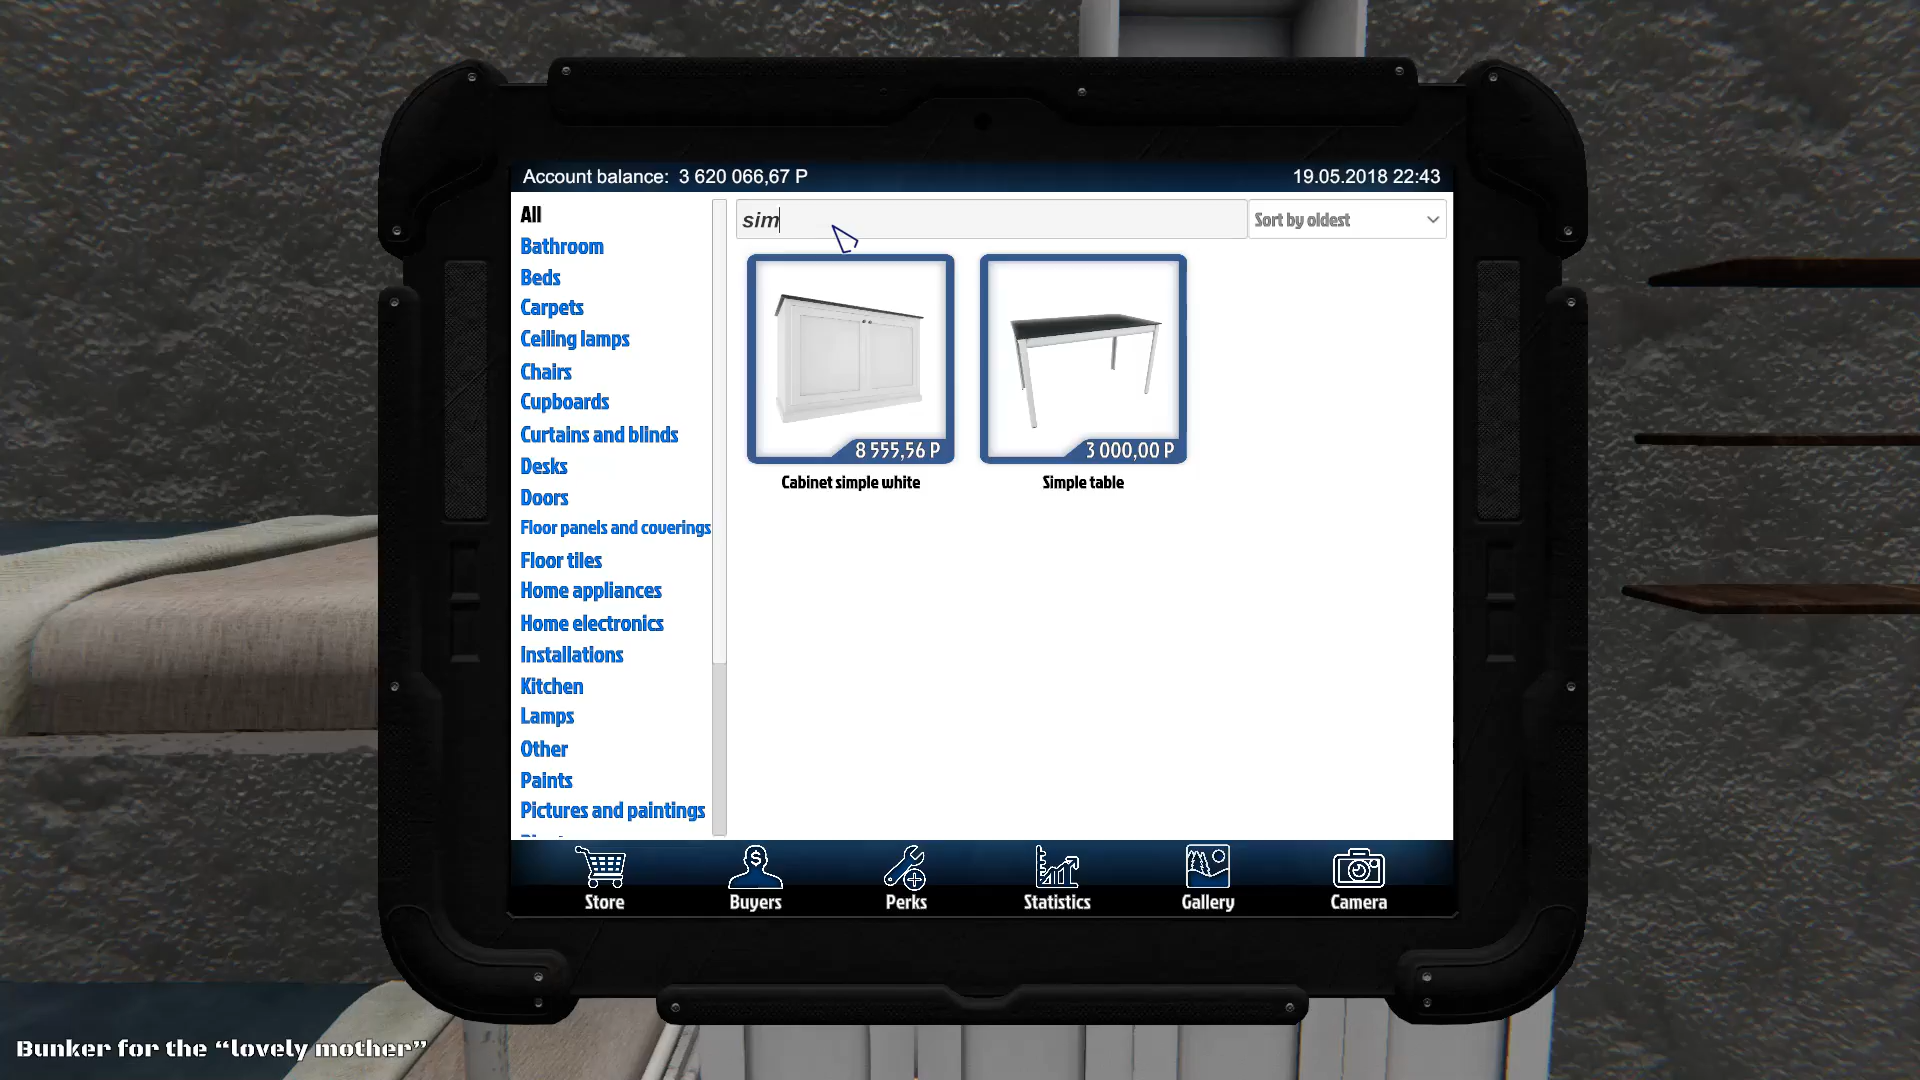 Account balance: 3 620 066,67 P
19.05.2018 22:43
All
Bathroom
Beds
Carpets
Ceiling lamps
Chairs
Cupboards
Curtains and blinds
Desks
Doors
Floor panels and coverings
Floor tiles
Home appliances
Home electronics
Installations
Kitchen
Lamps
Other
Paints
Pictures and paintings
sim
Sort by oldest
8 555,56 P
Cabinet simple white
3 000,00 P
Simple table
Store
Buyers
Perks
Statistics
Gallery
Camera
Bunker for the “lovely mother”